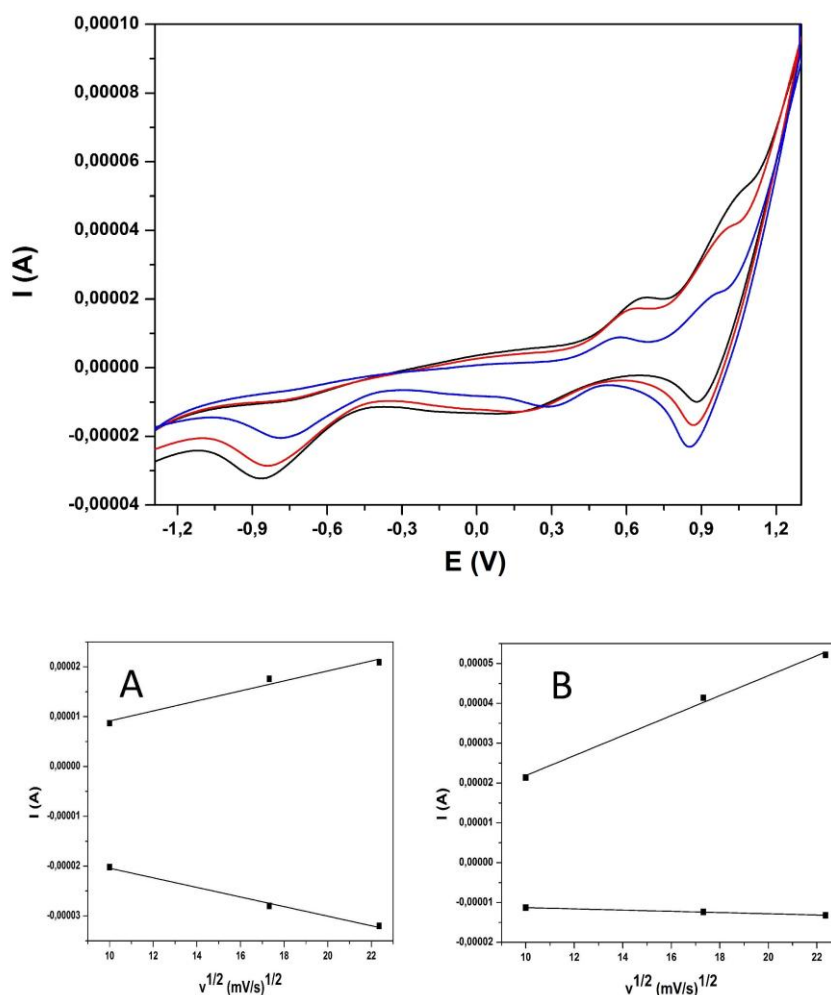 0,00010
0,00008
0,00006
0,00004
0,00002
0,00000
-0,00002
-0,00004
I (A)
-1,2 -0,9 -0,6 -0,3 0,0 0,3 0,6 0,9 1,2
E (V)
A
0,00002
0,00001
0,00000
-0,00001
-0,00002
-0,00003
I (A)
10 12 14 16 18 20 22
v1/2 (mV/s)1/2
B
0,00005
0,00004
0,00003
0,00002
0,00001
0,00000
-0,00001
-0,00002
I (A)
10 12 14 16 18 20 22
v1/2 (mV/s)1/2